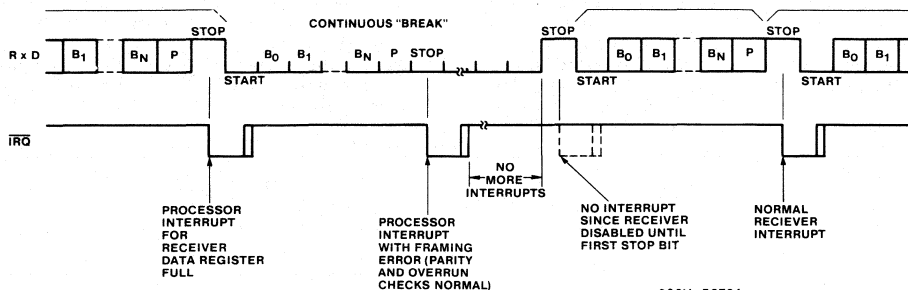 CONTINUOUS "BREAK"
STOP STOP STOP
R x D B1 BN P B0 B1 BN P STOP B0 B1 BN P B0 B1
START START START
IRQ
NO
MORE
INTERRUPTS
PROCESSOR
INTERRUPT
FOR
RECEIVER
DATA REGISTER
FULL
PROCESSOR
INTERRUPT
WITH FRAMING
ERROR (PARITY
AND OVERRUN
CHECKS NORMAL)
NO INTERRUPT
SINCE RECEIVER
DISABLED UNTIL
FIRST STOP BIT
NORMAL
RECIEVER
INTERRUPT